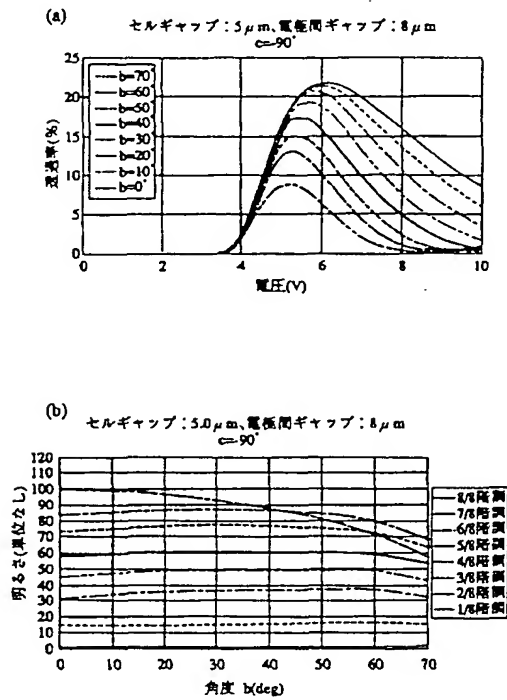 (a)
セルギャップ:5μm、電極間ギャップ:8μm
c=-90°
透過率(%)
25
20
15
10
5
0
b=70°
b=60°
b=50°
b=40°
b=30°
b=20°
b=10°
b=0°
0 2 4 6 8 10
電圧(V)
(b)
セルギャップ:5.0μm、電極間ギャップ:8μm
c=-90°
明るさ(単位なし)
120
110
100
90
80
70
60
50
40
30
20
10
0
8/8階調
7/8階調
6/8階調
5/8階調
4/8階調
3/8階調
2/8階調
1/8階調
0 10 20 30 40 50 60 70
角度 b(deg)